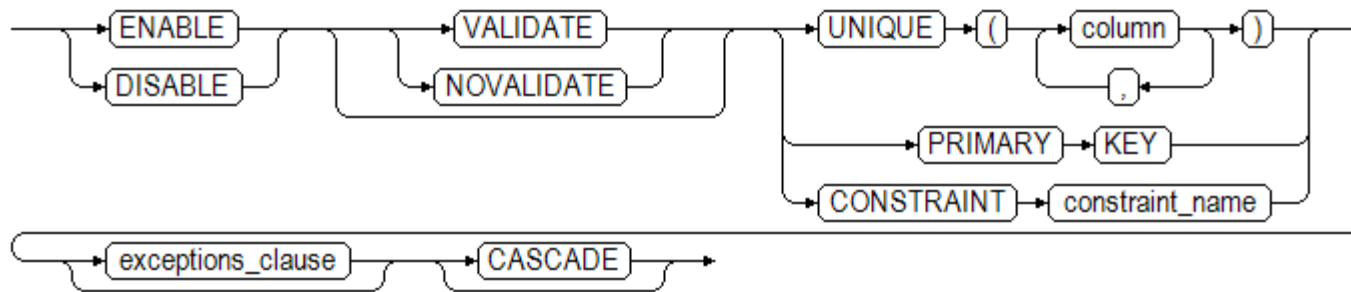 ENABLE VALIDATE UNIQUE ( column )
DISABLE NOVALIDATE ,
PRIMARY KEY
CONSTRAINT constraint_name
exceptions_clause CASCADE